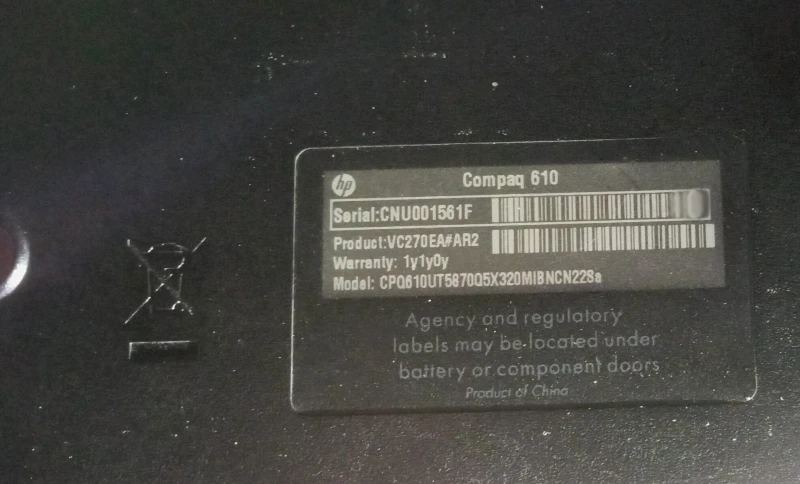 hp
Compaq 610
Serial:CNU001561F
Product:VC270EA#AR2
Warranty: 1y1y0y
Model: CPQ610UT5870Q5X320MIBNCN22Sa
Agency and regulatory
labels may be located under
battery or component doors
Product of China